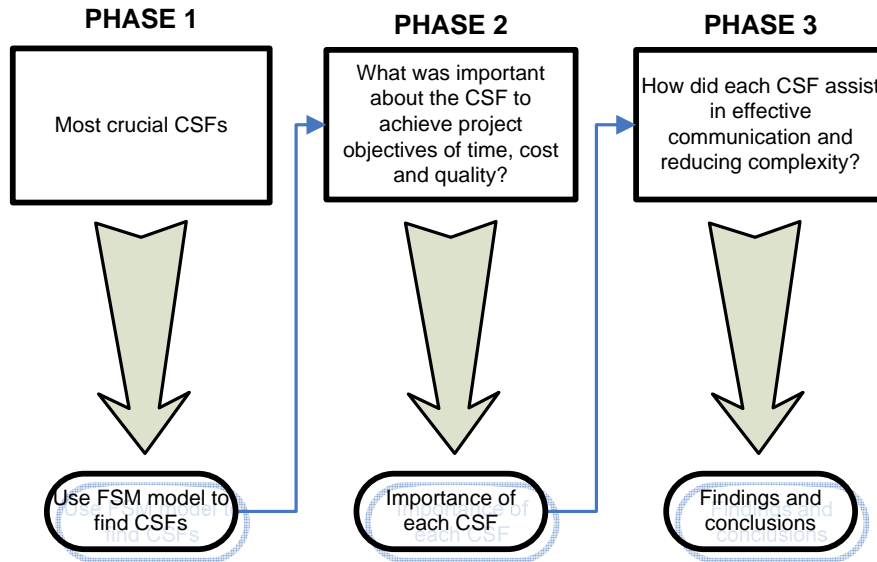 PHASE 1
Most crucial CSFs
Use FSM model to
find CSFs
PHASE 2
What was important
about the CSF to
achieve project
objectives of time, cost
and quality?
Importance of
each CSF
PHASE 3
How did each CSF assist
in effective
communication and
reducing complexity?
Findings and
conclusions